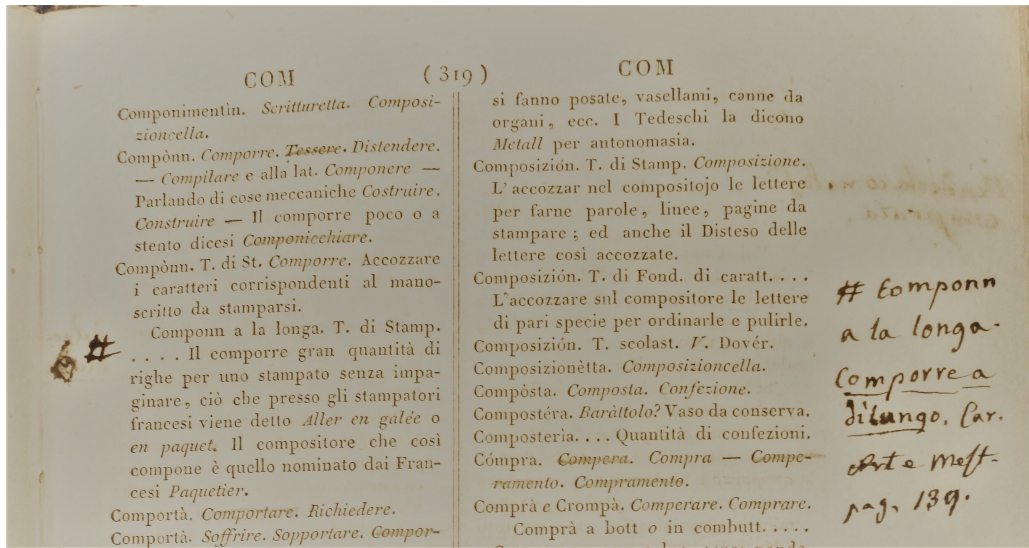 COM
( 319 )
COM
Componimentìn. Scritturetta. Composi-
zioncella.
Compònn. Comporre. Tessere. Distendere.
— Compilare e alla lat. Componere —
Parlando di cose meccaniche Costruire.
Construire — Il comporre poco o a
stento dicesi Componicchiare.
Compònn. T. di St. Comporre. Accozzare
i caratteri corrispondenti al mano-
scritto da stamparsi.
Componn a la longa. T. di Stamp.
. . . . Il comporre gran quantità di
righe per uno stampato senza impa-
ginare, ciò che presso gli stampatori
francesi viene detto Aller en galée o
en paquet. Il compositore che così
compone è quello nominato dai Fran-
cesi Paquetier.
Comportà. Comportare. Richiedere.
Comportà. Soffrire. Sopportare. Compor-
#
si fanno posate, vasellami, canne da
organi, ecc. I Tedeschi la dicono
Metall per antonomasia.
Composizión. T. di Stamp. Composizione.
L'accozzar nel compositojo le lettere
per farne parole, linee, pagine da
stampare; ed anche il Disteso delle
lettere così accozzate.
Composizión. T. di Fond. di caratt. . . .
L'accozzare sul compositore le lettere
di pari specie per ordinarle e pulirle.
Composizión. T. scolast. V. Dovér.
Composizionètta. Composizioncella.
Compòsta. Composta. Confezione.
Compostéra. Baràttolo? Vaso da conserva.
Composterìa. . . . Quantità di confezioni.
Cómpra. Compera. Compra — Compe-
ramento. Compramento.
Comprà e Crompà. Comperare. Comprare.
Comprà a bott o in combutt. . . . .
# Componn
a la longa.
Comporre a
dilungo. Car.
Art e Mest.
pag. 139.